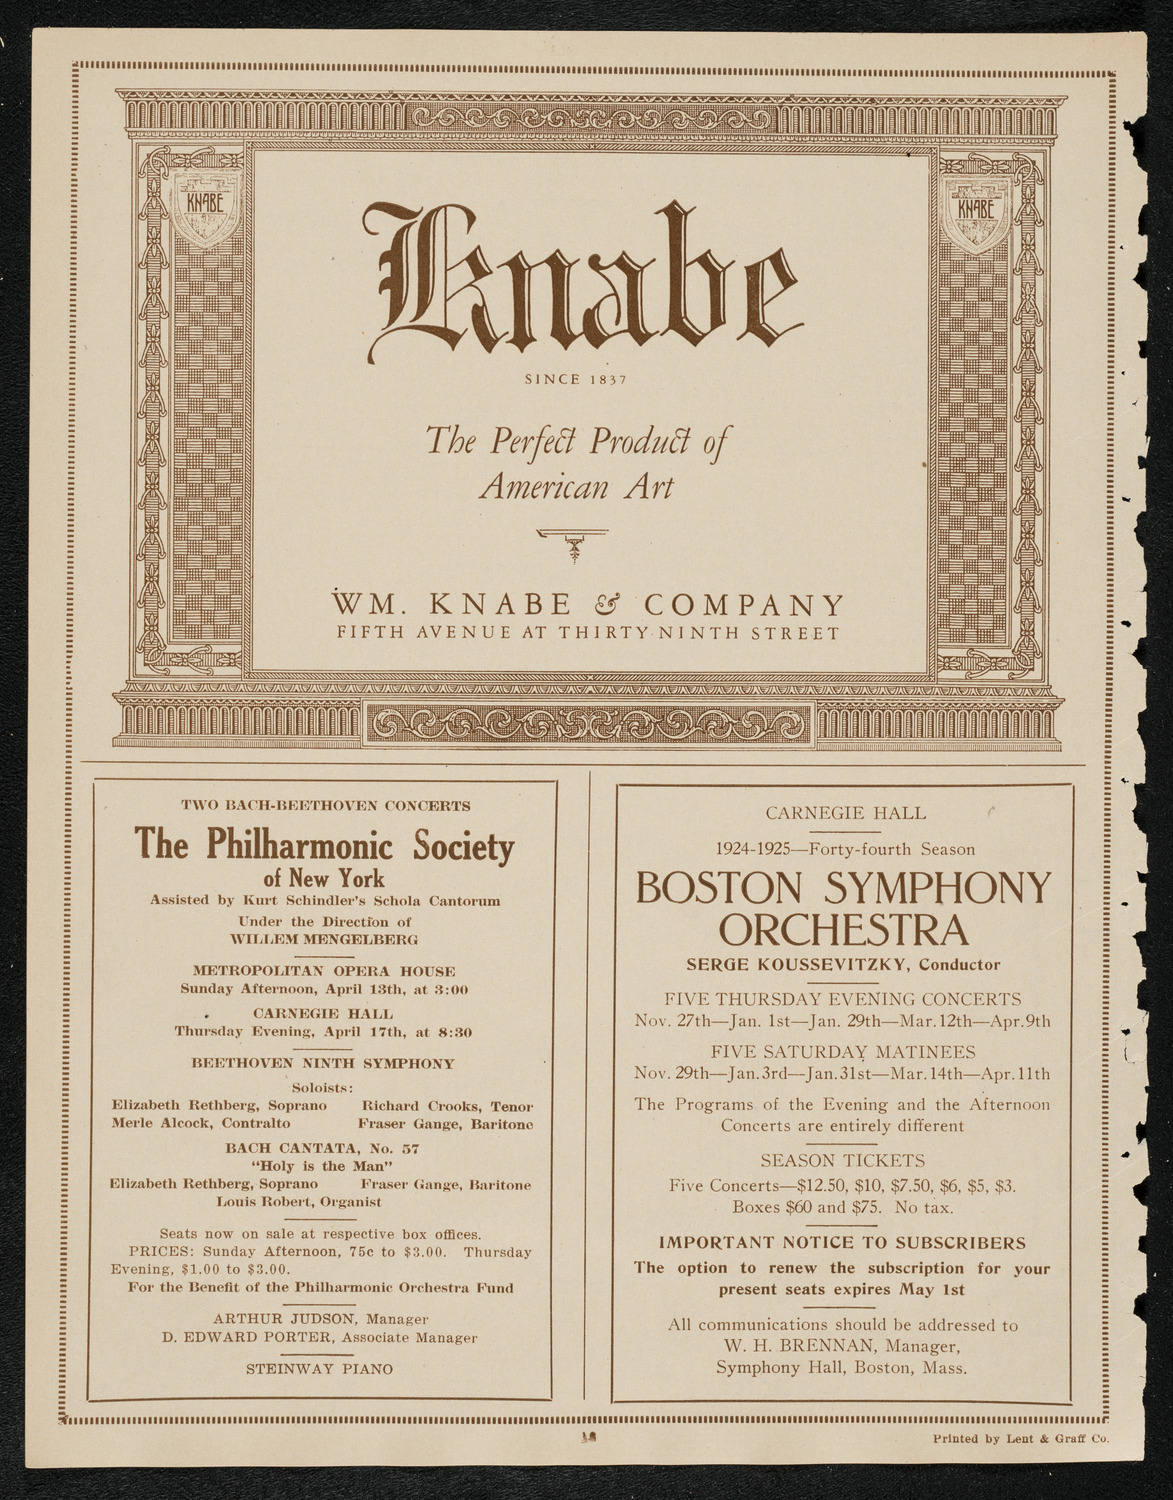 KNABE
KNABE
Knabe
SINCE 1837
The Perfect Product of
American Art
WM. KNABE & COMPANY
FIFTH AVENUE AT THIRTY-NINTH STREET
TWO BACH-BEETHOVEN CONCERTS
The Philharmonic Society
of New York
Assisted by Kurt Schindler's Schola Cantorum
Under the Direction of
WILLEM MENGELBERG
METROPOLITAN OPERA HOUSE
Sunday Afternoon, April 13th, at 3:00
CARNEGIE HALL
Thursday Evening, April 17th, at 8:30
BEETHOVEN NINTH SYMPHONY
Soloists:
Elizabeth Rethberg, Soprano Richard Crooks, Tenor
Merle Alcock, Contralto Fraser Gange, Baritone
BACH CANTATA, No. 57
"Holy is the Man"
Elizabeth Rethberg, Soprano Fraser Gange, Baritone
Louis Robert, Organist
Seats now on sale at respective box offices.
PRICES: Sunday Afternoon, 75c to $3.00. Thursday
Evening, $1.00 to $3.00.
For the Benefit of the Philharmonic Orchestra Fund
ARTHUR JUDSON, Manager
D. EDWARD PORTER, Associate Manager
STEINWAY PIANO
CARNEGIE HALL
1924-1925—Forty-fourth Season
BOSTON SYMPHONY
ORCHESTRA
SERGE KOUSSEVITZKY, Conductor
FIVE THURSDAY EVENING CONCERTS
Nov. 27th—Jan. 1st—Jan. 29th—Mar. 12th—Apr. 9th
FIVE SATURDAY MATINEES
Nov. 29th—Jan. 3rd—Jan. 31st—Mar. 14th—Apr. 11th
The Programs of the Evening and the Afternoon
Concerts are entirely different
SEASON TICKETS
Five Concerts—$12.50, $10, $7.50, $6, $5, $3.
Boxes $60 and $75. No tax.
IMPORTANT NOTICE TO SUBSCRIBERS
The option to renew the subscription for your
present seats expires May 1st
All communications should be addressed to
W. H. BRENNAN, Manager,
Symphony Hall, Boston, Mass.
Printed by Lent & Graff Co.